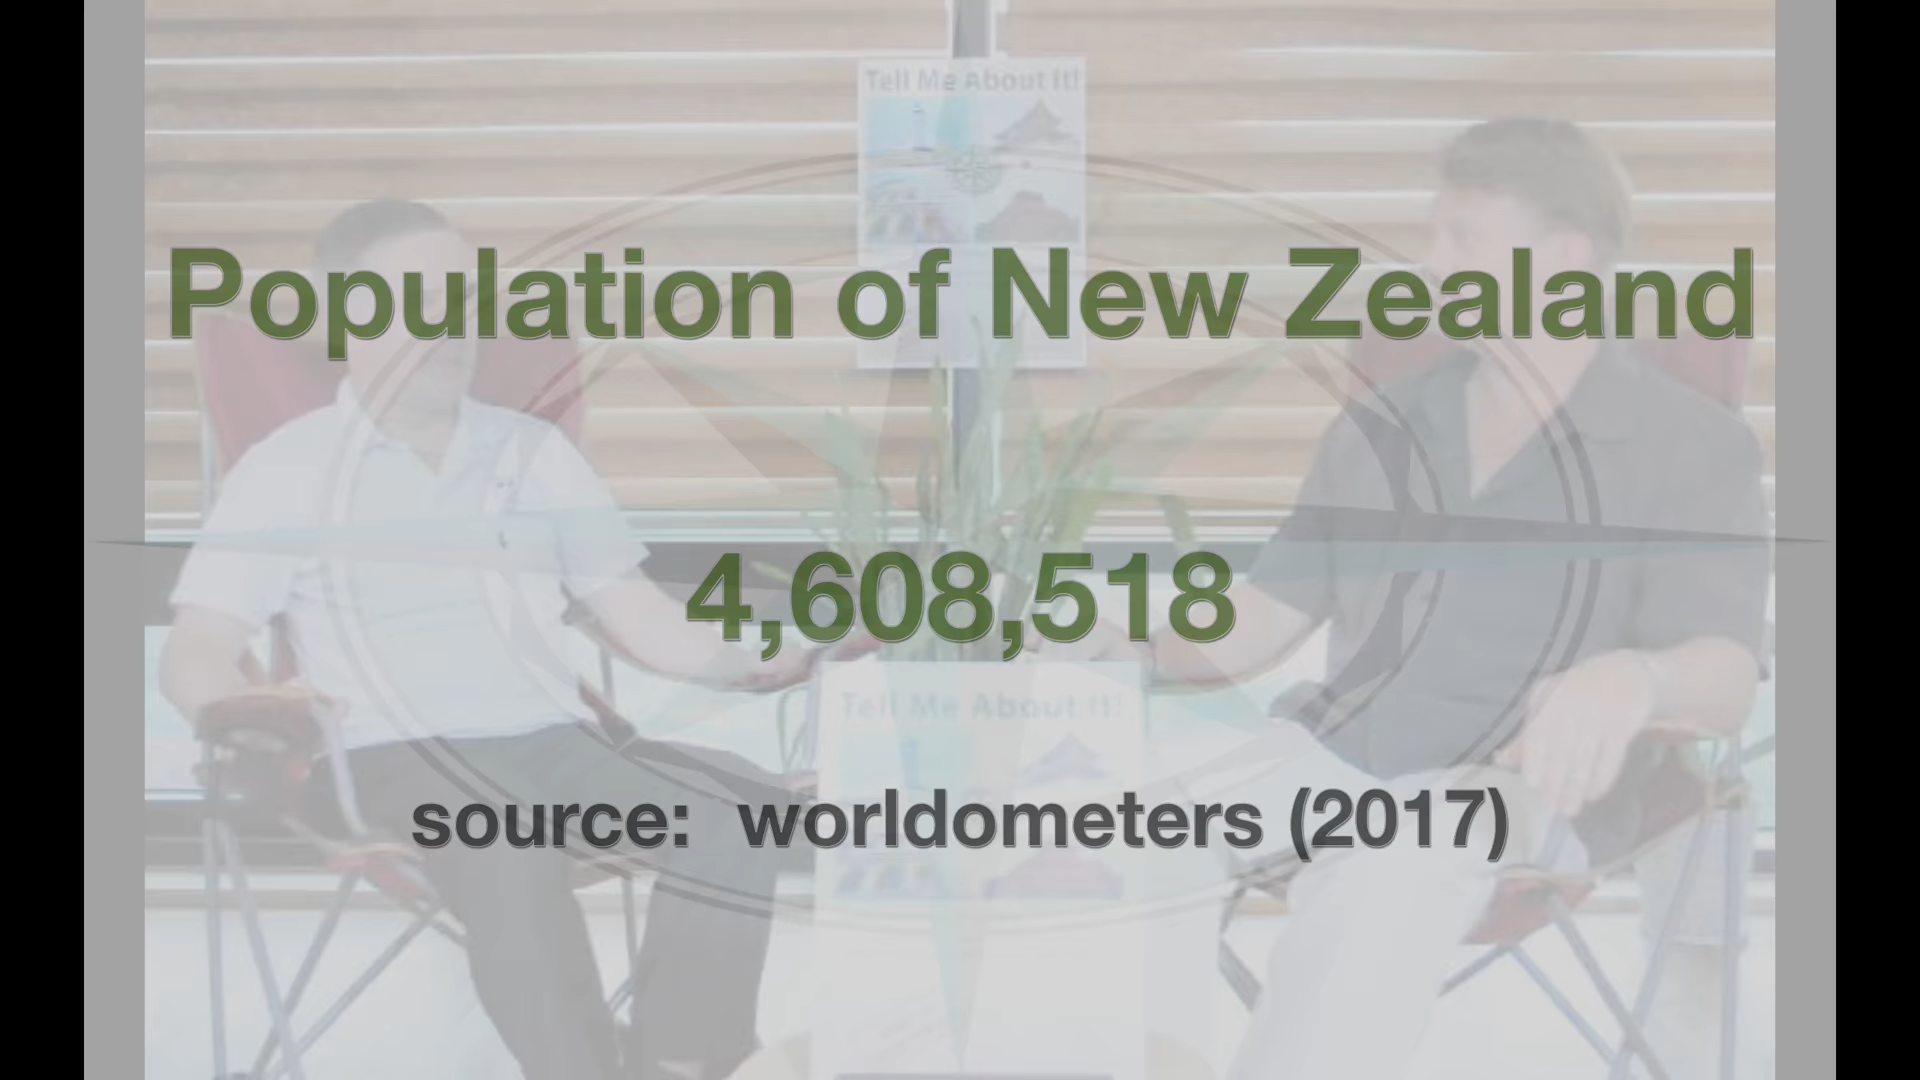 Tell Me About It!
Population of New Zealand
4,608,518
Tell Me About It!
source: worldometers (2017)